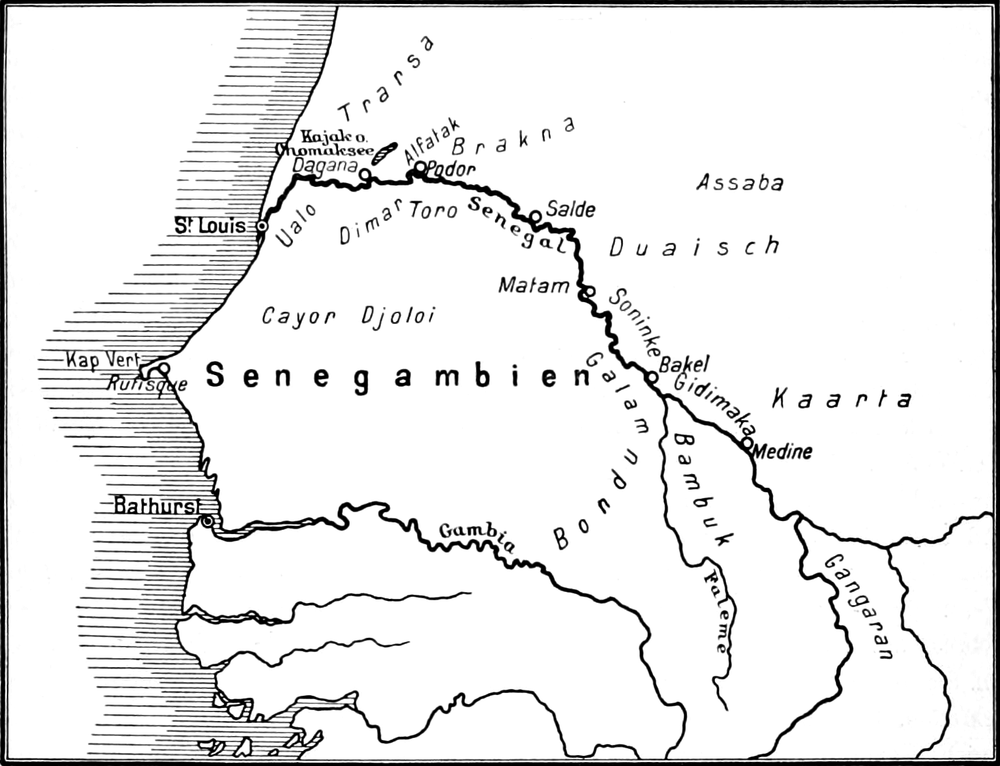 Trarsa
Kajak o.
Chomaksee
Alfatak
Brakna
Dagana
Podor
Assaba
St Louis
Ualo
Dimar
Toro
Senegal
Salde
Duaisch
Matam
Soninke
Cayor Djoloi
Kap Vert
Rufisque
Senegambien
Galam
Bakel
Gidimaka
Kaarta
Medine
Bondu
Bambuk
Bathurst
Gambia
Faleme
Gangaran